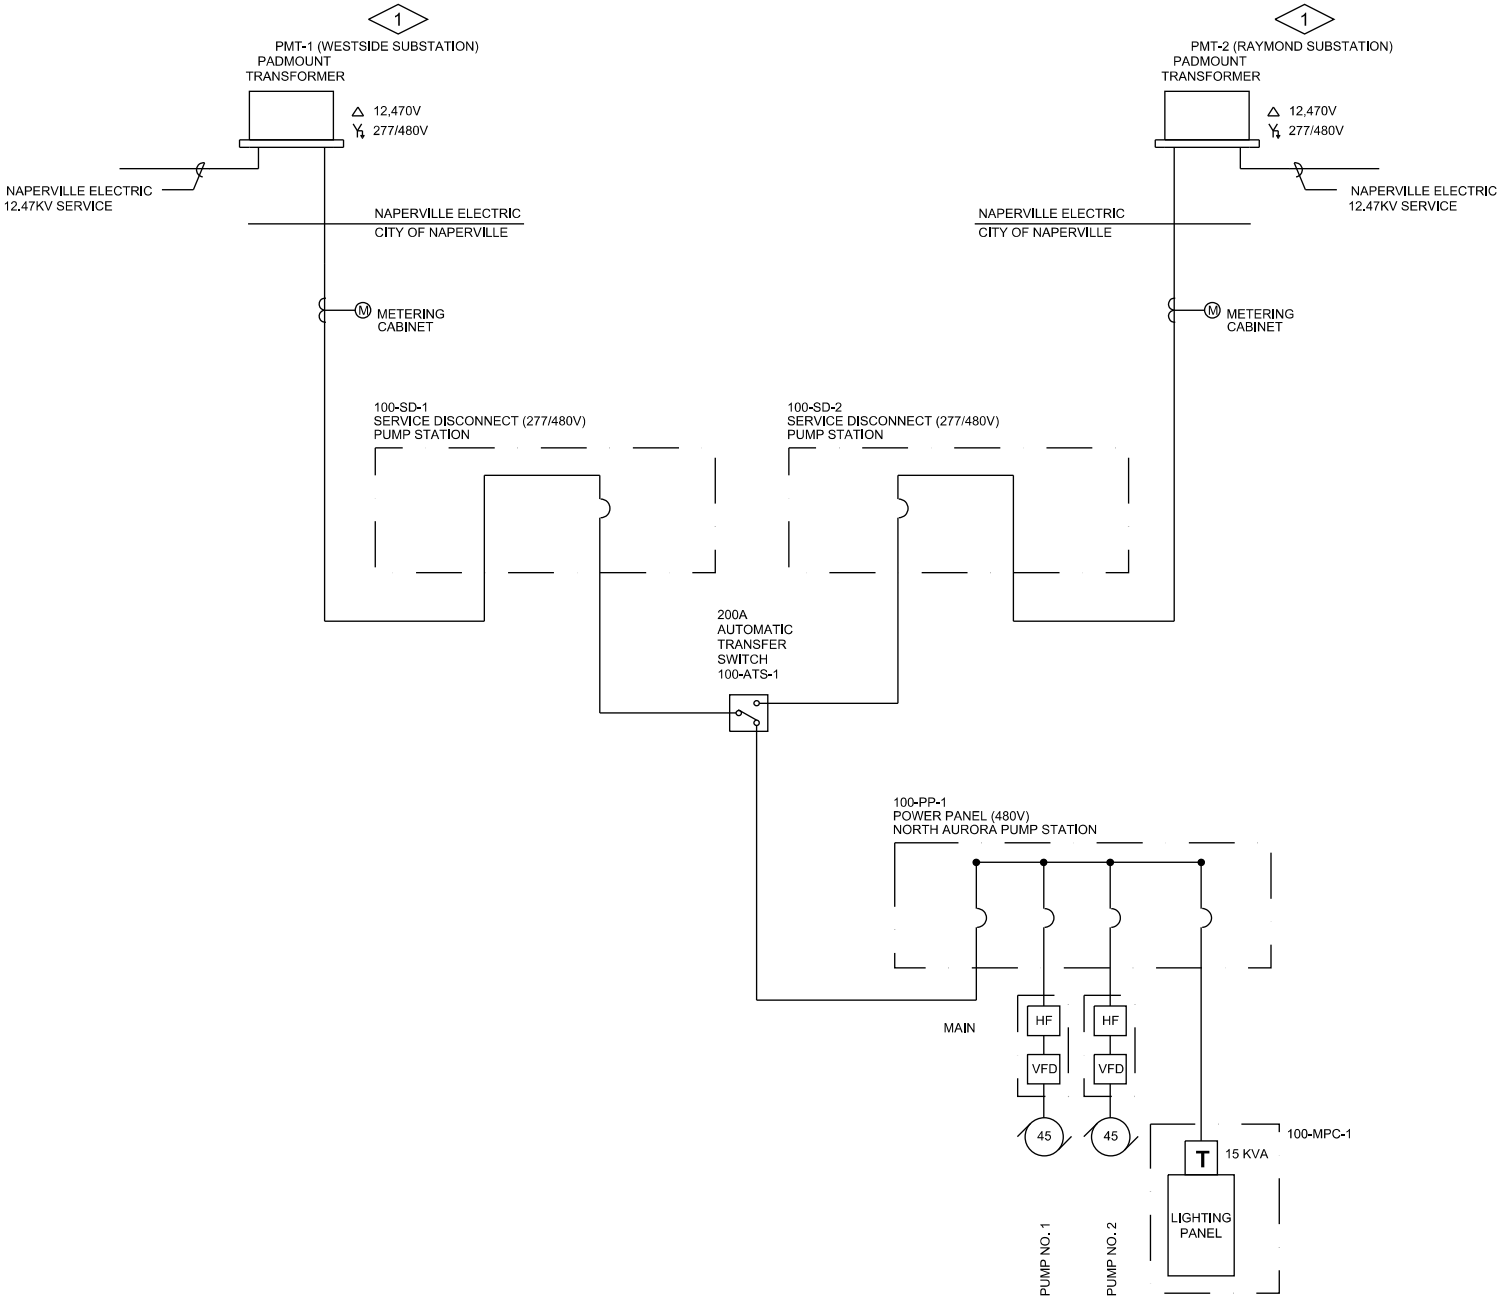 1
PMT-1 (WESTSIDE SUBSTATION)
PADMOUNT
TRANSFORMER
12,470V
277/480V
NAPERVILLE ELECTRIC
12.47KV SERVICE
NAPERVILLE ELECTRIC
CITY OF NAPERVILLE
M
METERING
CABINET
1
PMT-2 (RAYMOND SUBSTATION)
PADMOUNT
TRANSFORMER
12,470V
277/480V
NAPERVILLE ELECTRIC
12.47KV SERVICE
NAPERVILLE ELECTRIC
CITY OF NAPERVILLE
M
METERING
CABINET
100-SD-1
SERVICE DISCONNECT (277/480V)
PUMP STATION
100-SD-2
SERVICE DISCONNECT (277/480V)
PUMP STATION
200A
AUTOMATIC
TRANSFER
SWITCH
100-ATS-1
100-PP-1
POWER PANEL (480V)
NORTH AURORA PUMP STATION
MAIN
HF
HF
VFD
VFD
45
45
100-MPC-1
T
15 KVA
LIGHTING
PANEL
PUMP NO. 1
PUMP NO. 2